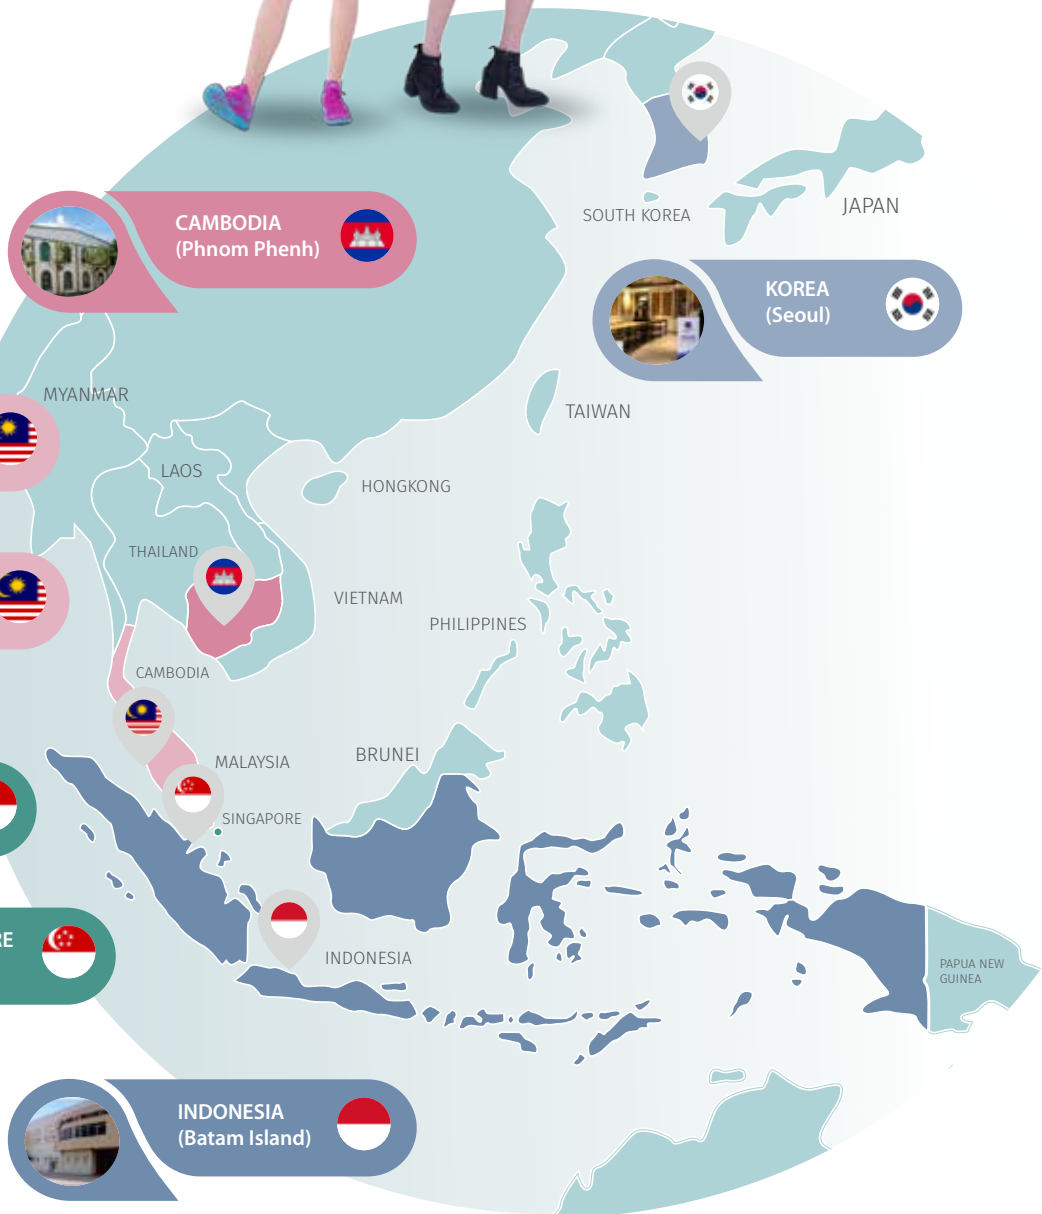 CAMBODIA
(Phnom Phenh)
SOUTH KOREA
JAPAN
KOREA
(Seoul)
MYANMAR
TAIWAN
LAOS
HONGKONG
THAILAND
VIETNAM
PHILIPPINES
CAMBODIA
BRUNEI
MALAYSIA
SINGAPORE
RE
INDONESIA
PAPUA NEW
GUINEA
INDONESIA
(Batam Island)